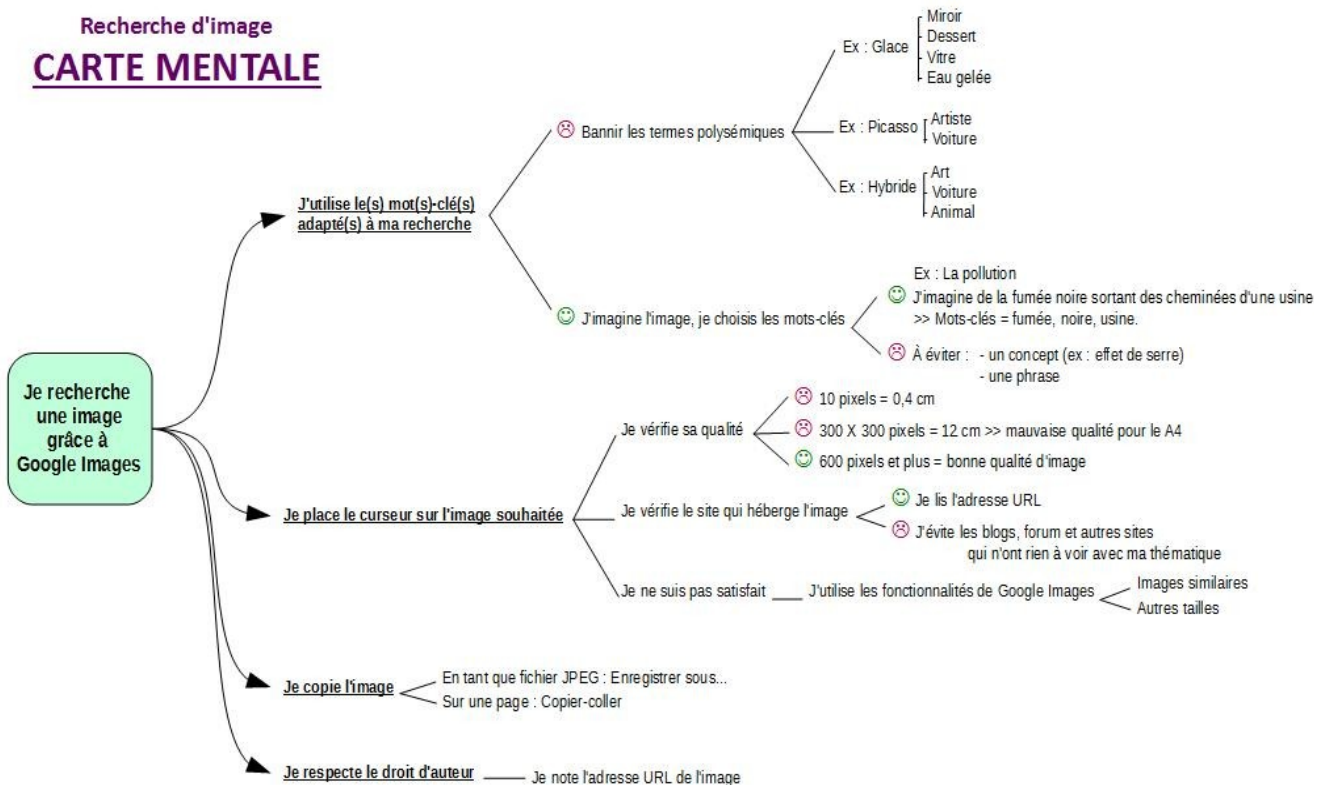 Recherche d'image
CARTE MENTALE
Je recherche
une image
grâce à
Google Images
J'utilise le(s) mot(s)-clé(s)
adapté(s) à ma recherche
Bannir les termes polysémiques
Ex : Glace
Miroir
Dessert
Vitre
Eau gelée
Ex : Picasso
Artiste
Voiture
Ex : Hybride
Art
Voiture
Animal
J'imagine l'image, je choisis les mots-clés
Ex : La pollution
J'imagine de la fumée noire sortant des cheminées d'une usine
>> Mots-clés = fumée, noire, usine.
À éviter : - un concept (ex : effet de serre)
- une phrase
Je place le curseur sur l'image souhaitée
Je vérifie sa qualité
10 pixels = 0,4 cm
300 X 300 pixels = 12 cm >> mauvaise qualité pour le A4
600 pixels et plus = bonne qualité d'image
Je vérifie le site qui héberge l'image
Je lis l'adresse URL
J'évite les blogs, forum et autres sites
qui n'ont rien à voir avec ma thématique
Je ne suis pas satisfait
J'utilise les fonctionnalités de Google Images
Images similaires
Autres tailles
Je copie l'image
En tant que fichier JPEG : Enregistrer sous...
Sur une page : Copier-coller
Je respecte le droit d'auteur
Je note l'adresse URL de l'image